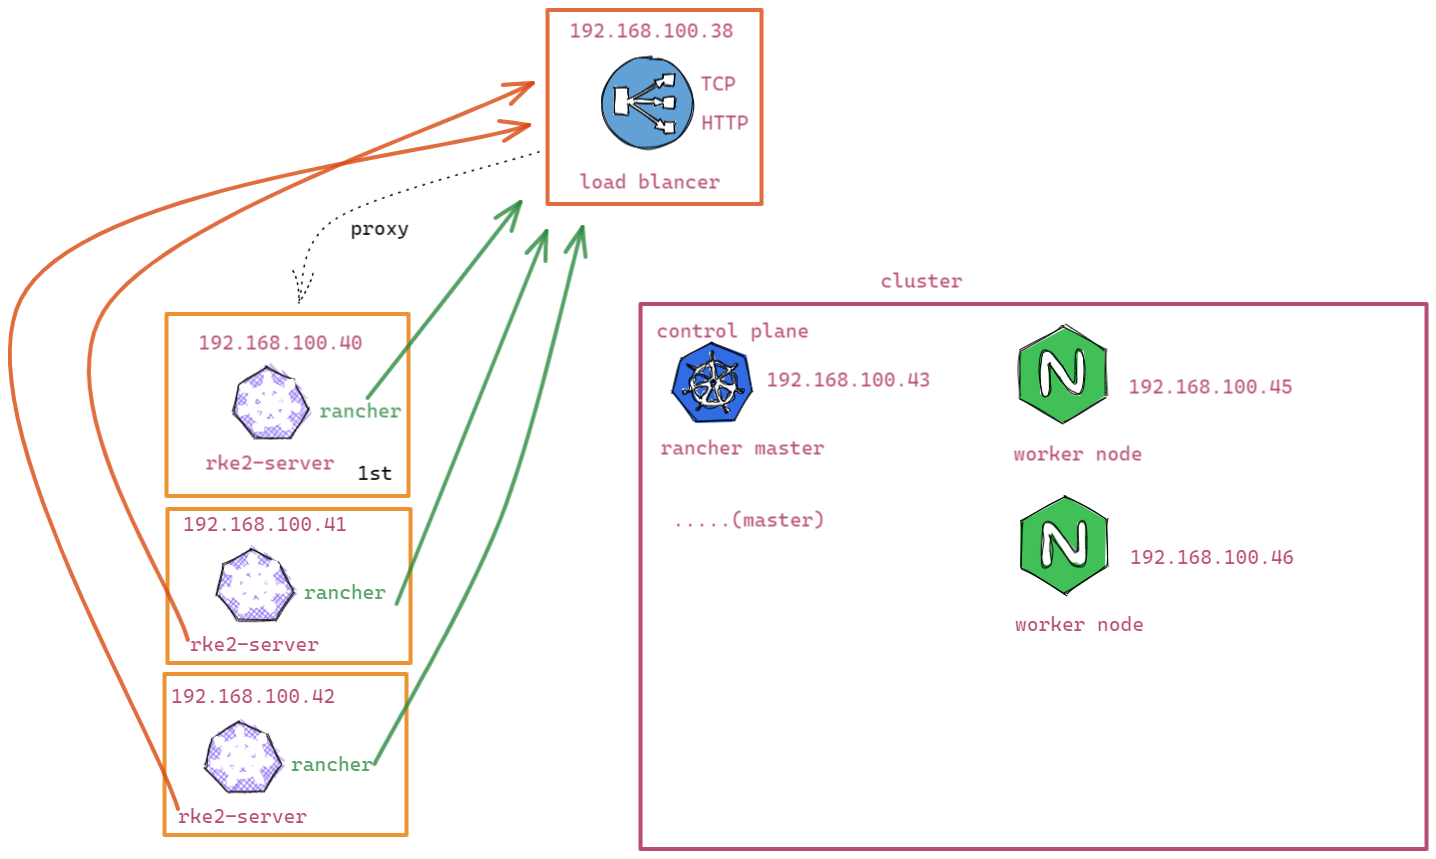 192.168.100.38
TCP
HTTP
load blancer
proxy
192.168.100.40
rancher
rke2-server
1st
192.168.100.41
rancher
rke2-server
192.168.100.42
rancher
rke2-server
cluster
control plane
192.168.100.43
rancher master
.....(master)
N
192.168.100.45
worker node
N
192.168.100.46
worker node